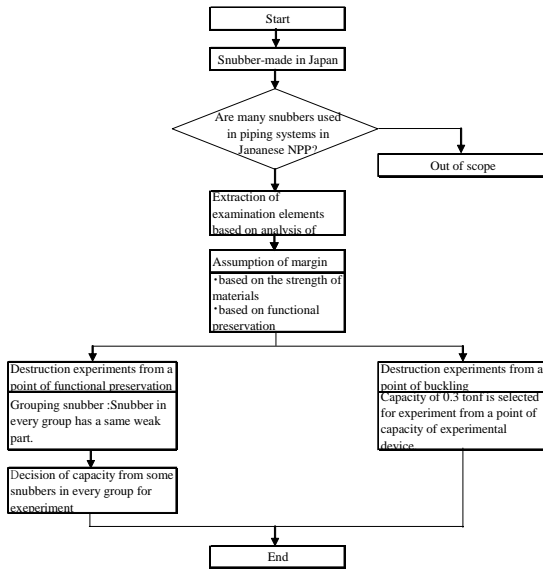 Start
Snubber-made in Japan
Are many snubbers used
in piping systems in
Japanese NPP?
Out of scope
Extraction of
examination elements
based on analysis of
Assumption of margin
・based on the strength of
materials
・based on functional
preservation
Destruction experiments from a
point of functional preservation
Grouping snubber :Snubber in
every group has a same weak
part.
Decision of capacity from some
snubbers in every group for
exeperiment
Destruction experiments from a
point of buckling
Capacity of 0.3 tonf is selected
for experiment from a point of
capacity of experimental
device
End